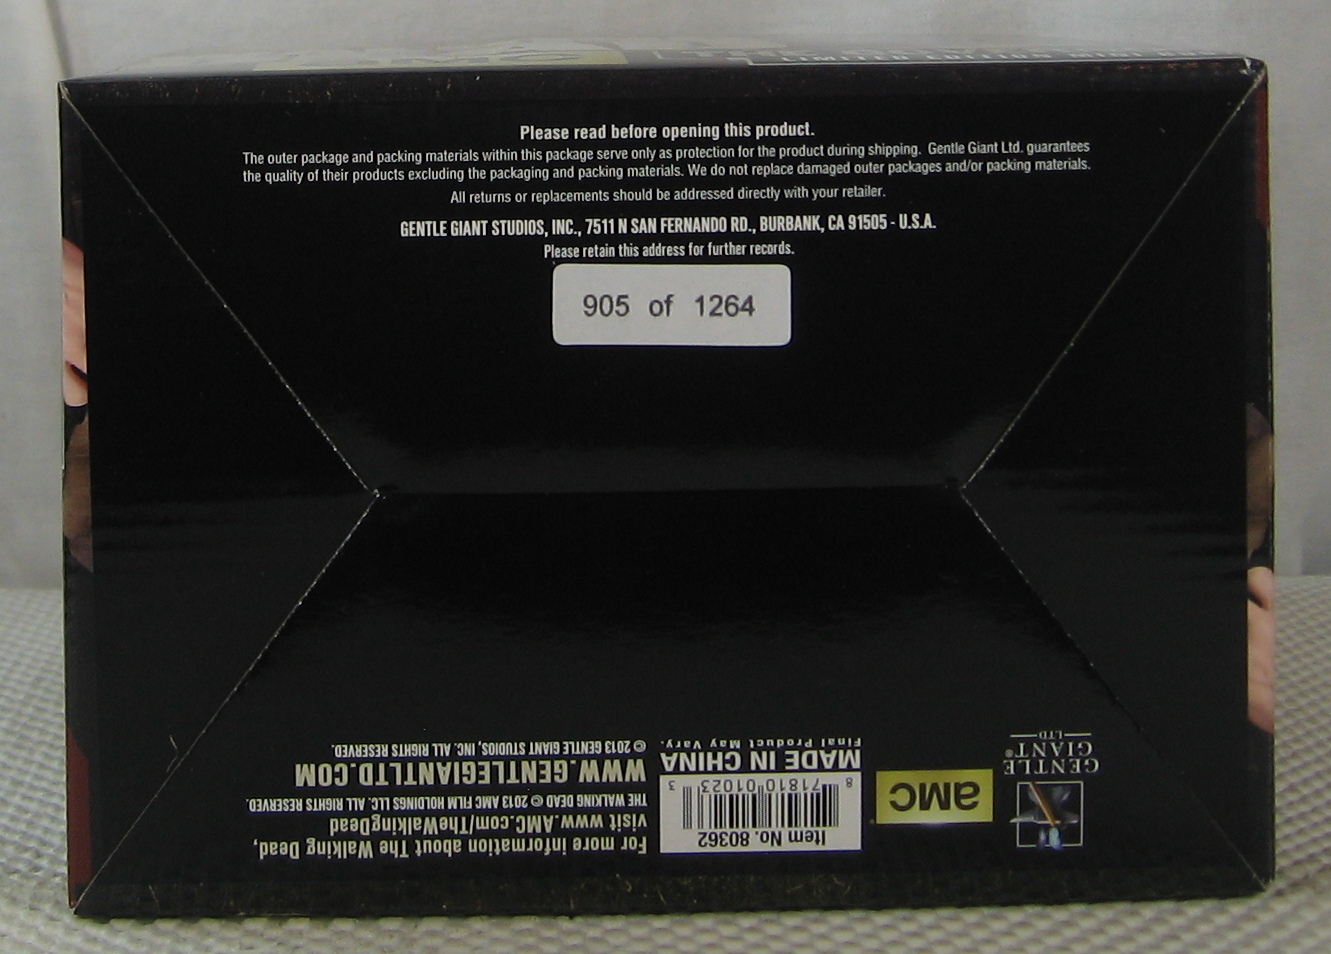 Please read before opening this product.
The outer package and packing materials within this package serve only as protection for the product during shipping. Gentle Giant Ltd. guarantees
the quality of their products excluding the packaging and packing materials. We do not replace damaged outer packages and/or packing materials.
All returns or replacements should be addressed directly with your retailer.
GENTLE GIANT STUDIOS, INC., 7511 N SAN FERNANDO RD., BURBANK, CA 91505 - U.S.A.
Please retain this address for further records.
905 of 1264
GENTLE
GIANT®
LTD
amc
Item No. 80362
8 71810 01023 3
MADE IN CHINA
Final Product May Vary.
For more information about The Walking Dead,
visit www.AMC.com/TheWalkingDead
THE WALKING DEAD © 2013 AMC FILM HOLDINGS LLC. ALL RIGHTS RESERVED.
WWW.GENTLEGIANTLTD.COM
© 2013 GENTLE GIANT STUDIOS, INC. ALL RIGHTS RESERVED.